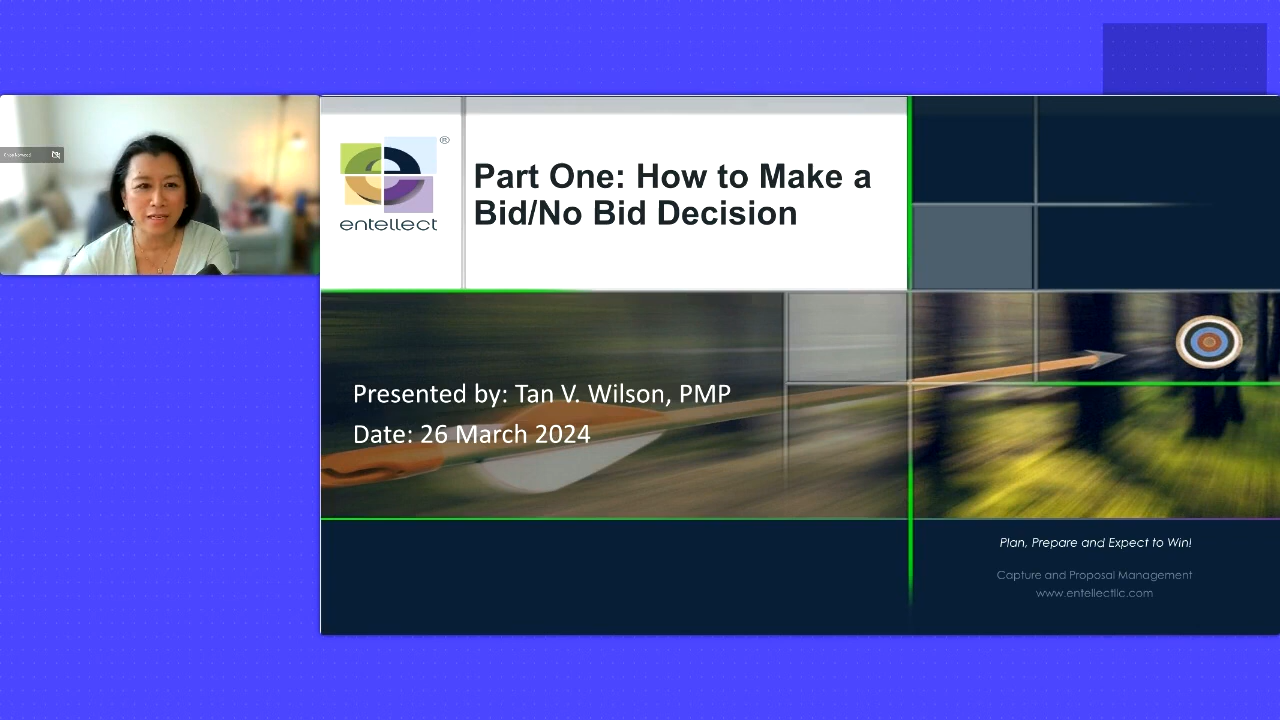 ®
entellect
Part One: How to Make a
Bid/No Bid Decision
Presented by: Tan V. Wilson, PMP
Date: 26 March 2024
Plan, Prepare and Expect to Win!
Capture and Proposal Management
www.entellectllc.com